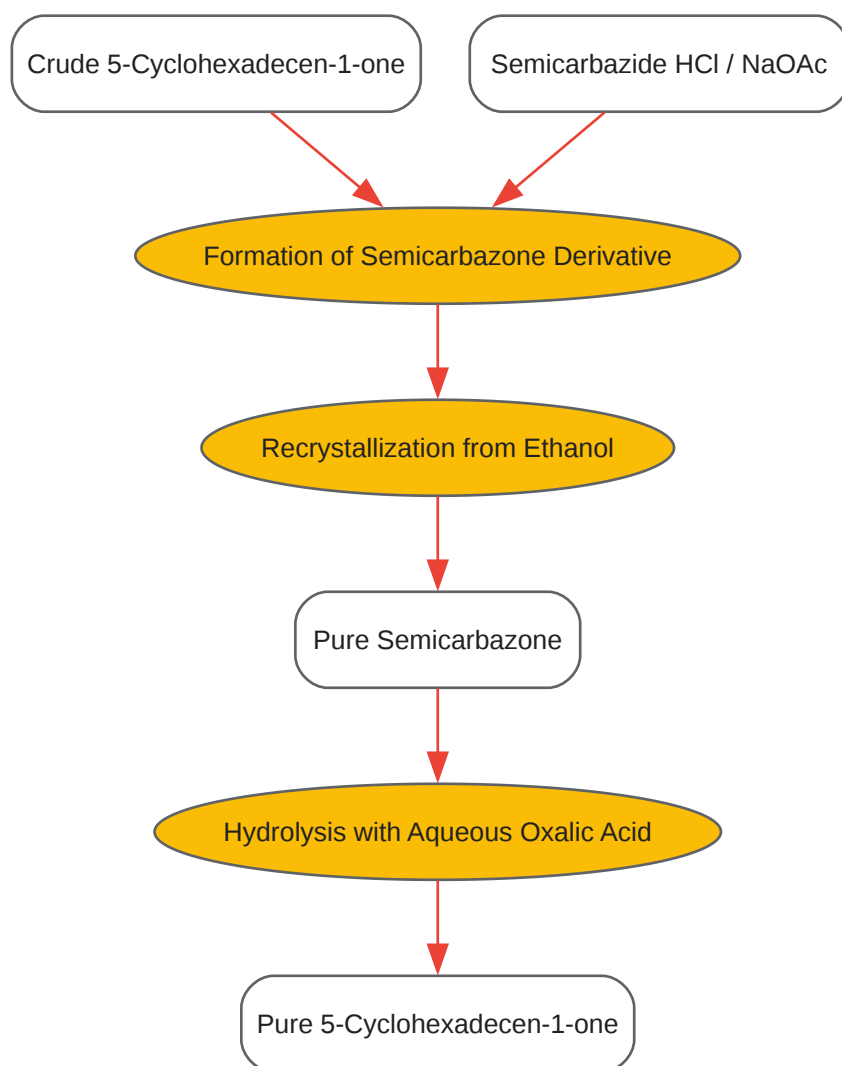 Crude 5-Cyclohexadecen-1-one
Semicarbazide HCl / NaOAc
Formation of Semicarbazone Derivative
Recrystallization from Ethanol
Pure Semicarbazone
Hydrolysis with Aqueous Oxalic Acid
Pure 5-Cyclohexadecen-1-one